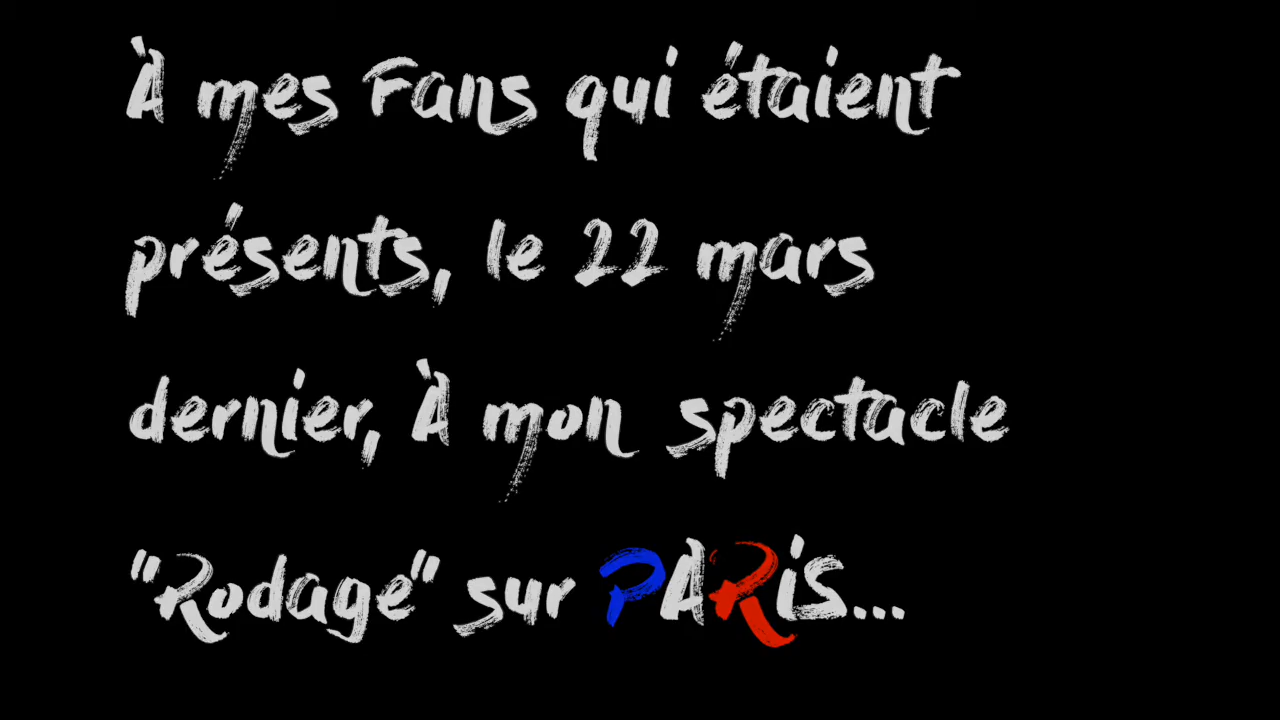 À mes Fans qui étaient
présents, le 22 mars
dernier, À mon spectacle
"Rodage" sur PARiS...